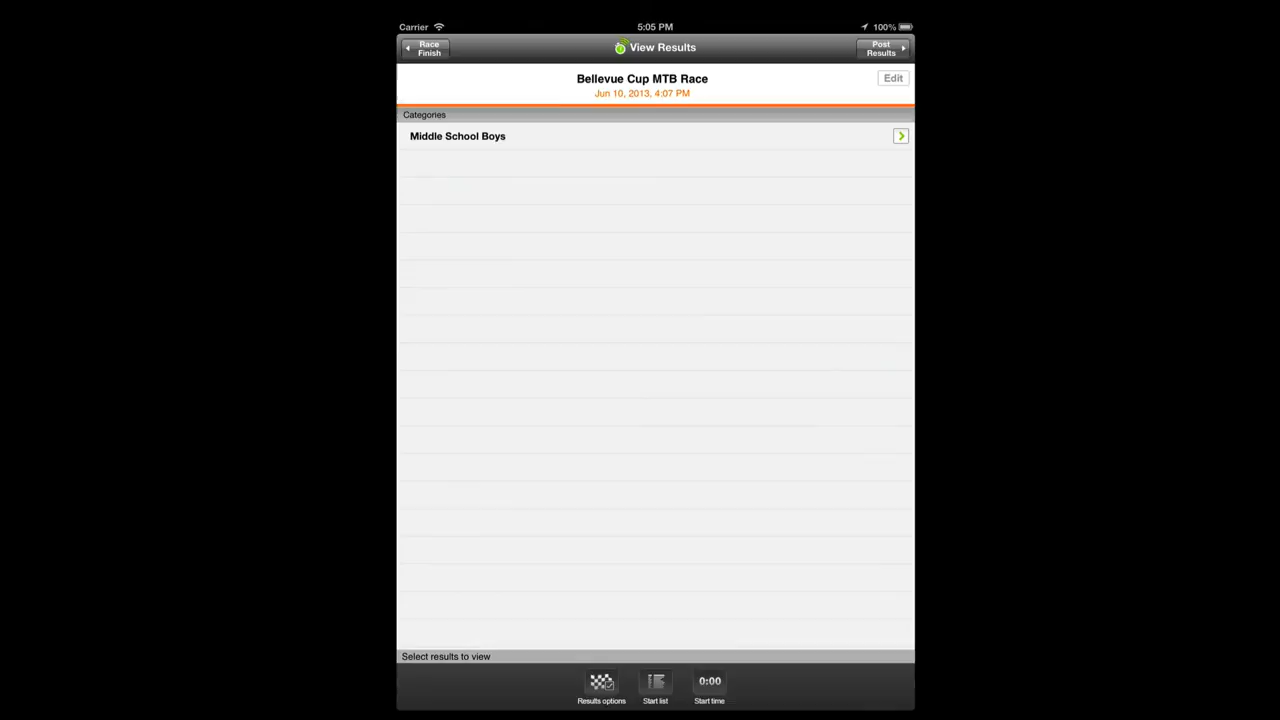 Carrier 5:05 PM 100%
Race Finish View Results Post Results
Bellevue Cup MTB Race Edit
Jun 10, 2013, 4:07 PM
Categories
Middle School Boys
Select results to view
0:00
Results options Start list Start time